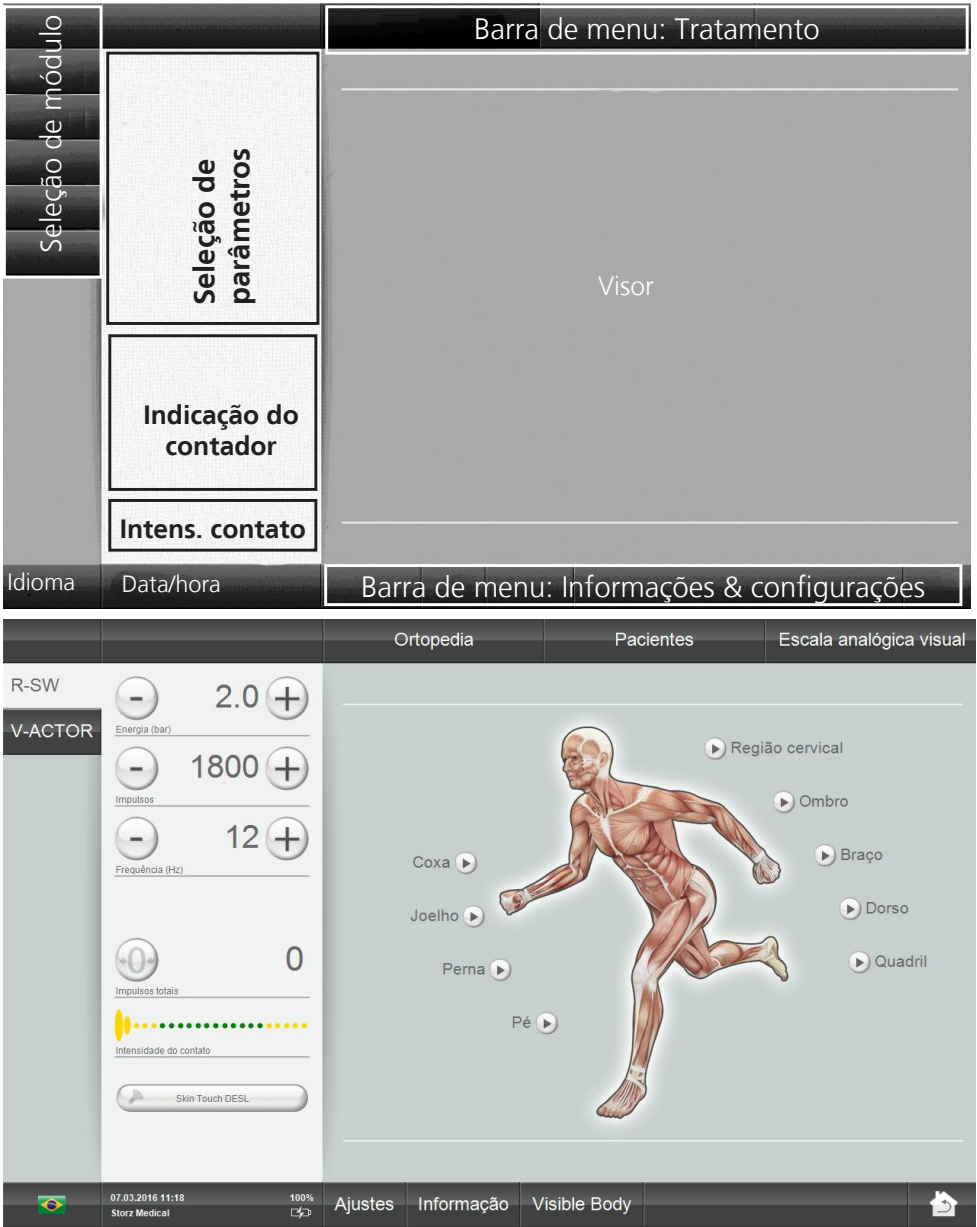 Seleção de módulo
Barra de menu: Tratamento
Seleção de
parâmetros
Visor
Indicação do
contador
Intens. contato
Idioma
Data/hora
Barra de menu: Informações & configurações
Ortopedia
Pacientes
Escala analógica visual
R-SW
V-ACTOR
- 2.0 +
Energia (bar)
- 1800 +
Impulsos
- 12 +
Frequência (Hz)
0 0
Impulsos totais
Intensidade do contato
Skin Touch DESL
Região cervical
Ombro
Braço
Dorso
Quadril
Coxa
Joelho
Perna
Pé
07.03.2016 11:18 100%
Storz Medical
Ajustes
Informação
Visible Body